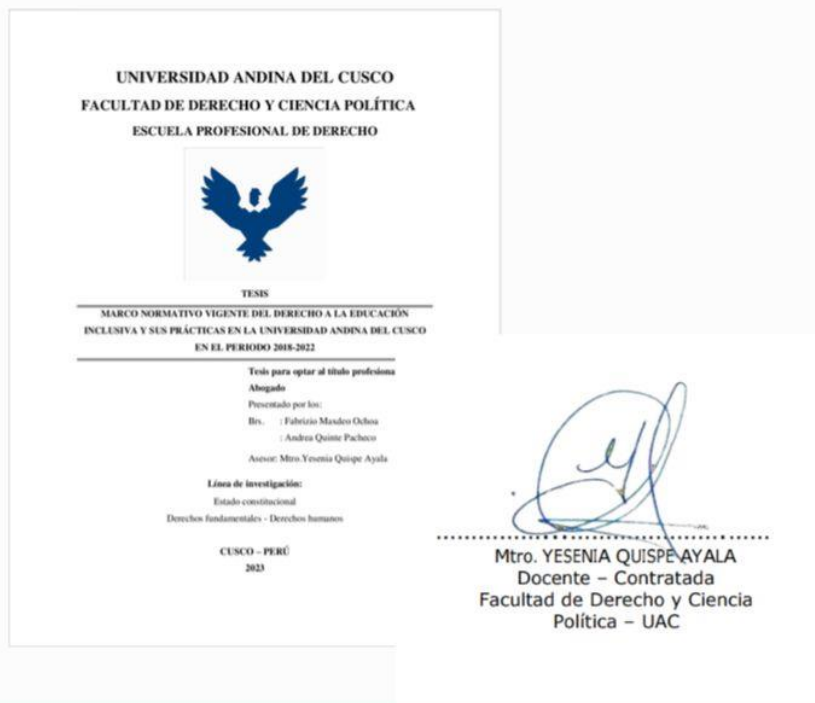 UNIVERSIDAD ANDINA DEL CUSCO
FACULTAD DE DERECHO Y CIENCIA POLÍTICA
ESCUELA PROFESIONAL DE DERECHO
TESIS
MARCO NORMATIVO VIGENTE DEL DERECHO A LA EDUCACIÓN
INCLUSIVA Y SUS PRÁCTICAS EN LA UNIVERSIDAD ANDINA DEL CUSCO
EN EL PERIODO 2018-2022
Tesis para optar al título profesiona
Abogado
Presentado por los:
Brs. : Fabrizio Maxdeo Ochoa
: Andrea Quinte Pacheco
Asesor: Mtro.Yesenia Quispe Ayala
Línea de investigación:
Estado constitucional
Derechos fundamentales - Derechos humanos
CUSCO – PERÚ
2023
Mtro. YESENIA QUISPE AYALA
Docente – Contratada
Facultad de Derecho y Ciencia
Política – UAC